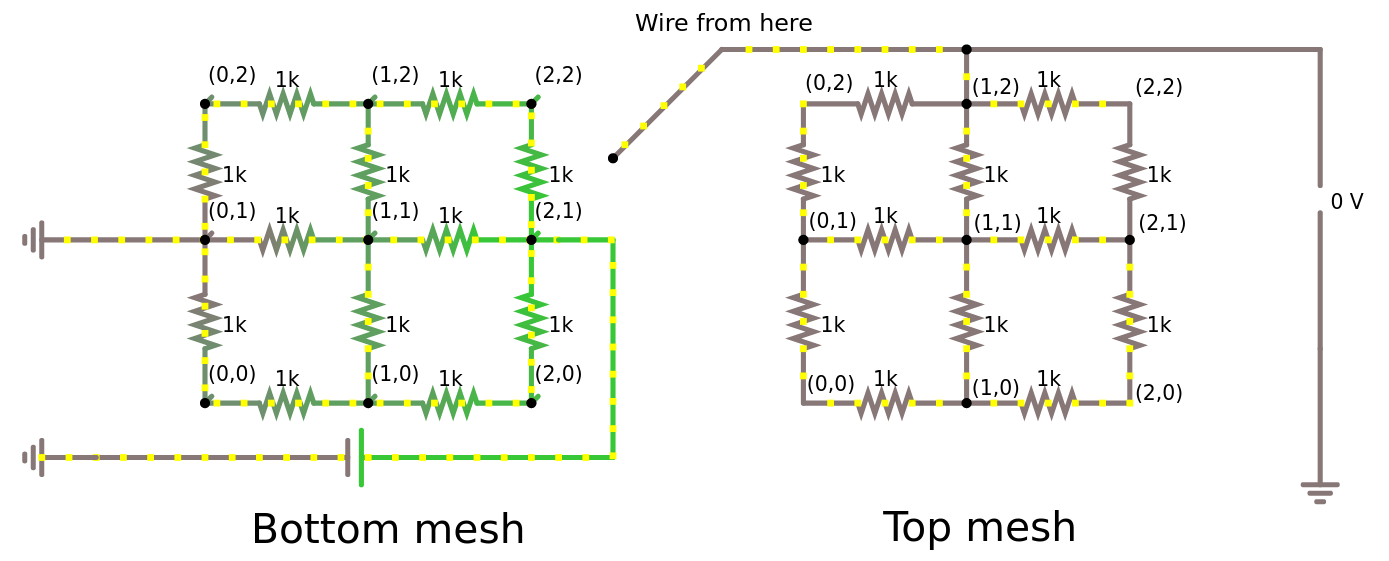 Wire from here
(0,2)
1k
(1,2)
1k
(2,2)
1k
1k
1k
(0,1)
1k
(1,1)
1k
(2,1)
1k
1k
1k
(0,0)
1k
(1,0)
1k
(2,0)
Bottom mesh
(0,2)
1k
(1,2)
1k
(2,2)
1k
1k
1k
0 V
(0,1)
1k
(1,1)
1k
(2,1)
1k
1k
1k
(0,0)
1k
(1,0)
1k
(2,0)
Top mesh